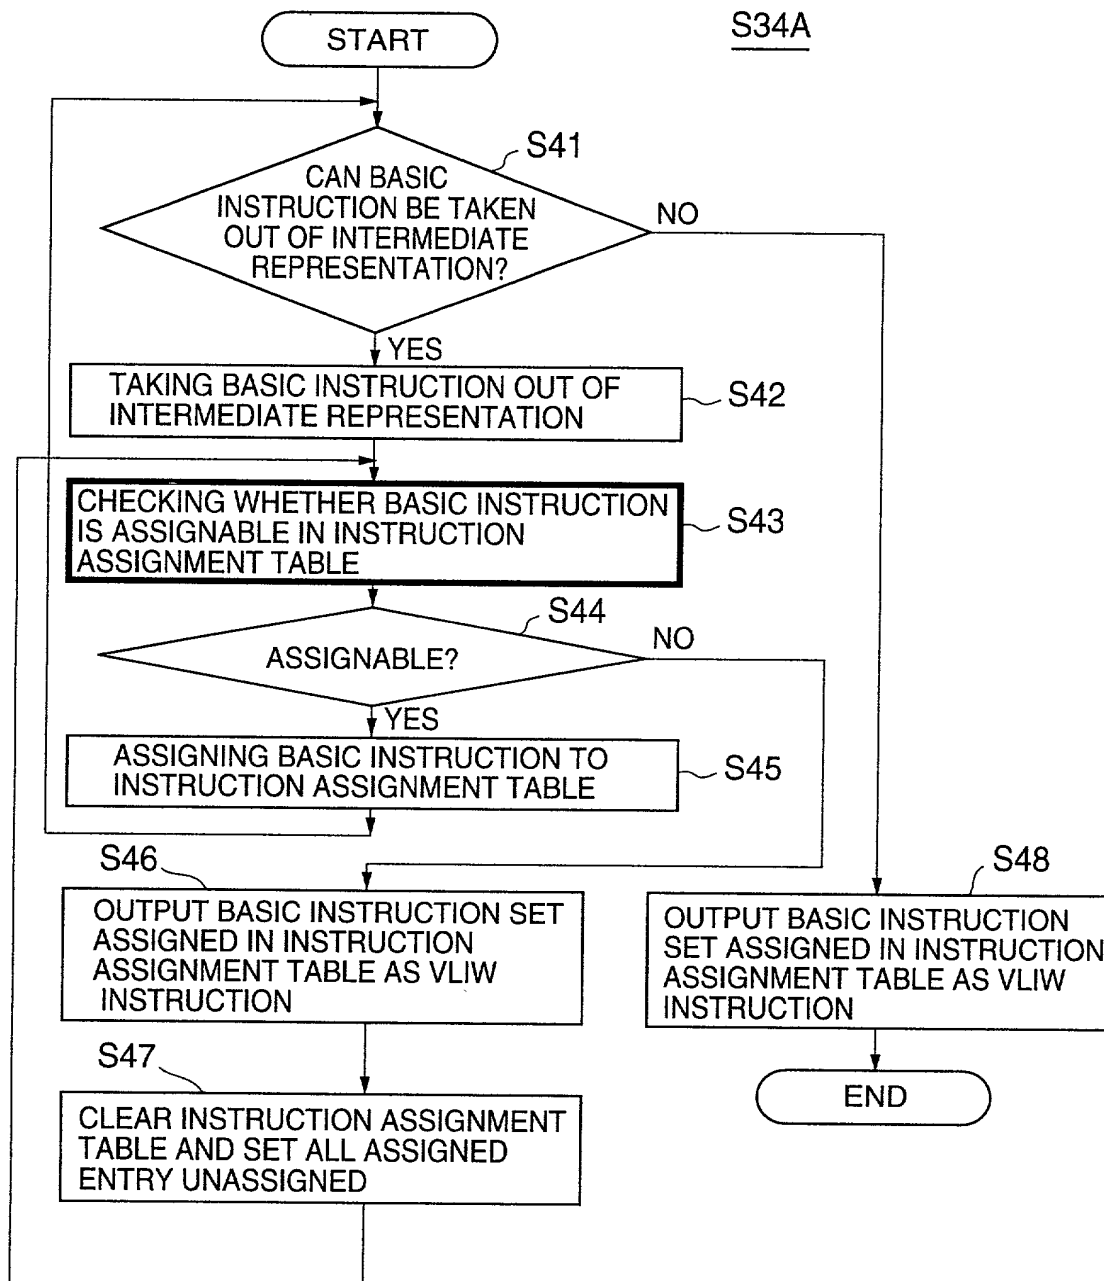 START
S34A
S41
CAN BASIC
INSTRUCTION BE TAKEN
OUT OF INTERMEDIATE
REPRESENTATION?
NO
YES
TAKING BASIC INSTRUCTION OUT OF
INTERMEDIATE REPRESENTATION
S42
CHECKING WHETHER BASIC INSTRUCTION
IS ASSIGNABLE IN INSTRUCTION
ASSIGNMENT TABLE
S43
S44
ASSIGNABLE?
NO
YES
ASSIGNING BASIC INSTRUCTION TO
INSTRUCTION ASSIGNMENT TABLE
S45
S46
OUTPUT BASIC INSTRUCTION SET
ASSIGNED IN INSTRUCTION
ASSIGNMENT TABLE AS VLIW
INSTRUCTION
S48
OUTPUT BASIC INSTRUCTION
SET ASSIGNED IN INSTRUCTION
ASSIGNMENT TABLE AS VLIW
INSTRUCTION
S47
CLEAR INSTRUCTION ASSIGNMENT
TABLE AND SET ALL ASSIGNED
ENTRY UNASSIGNED
END